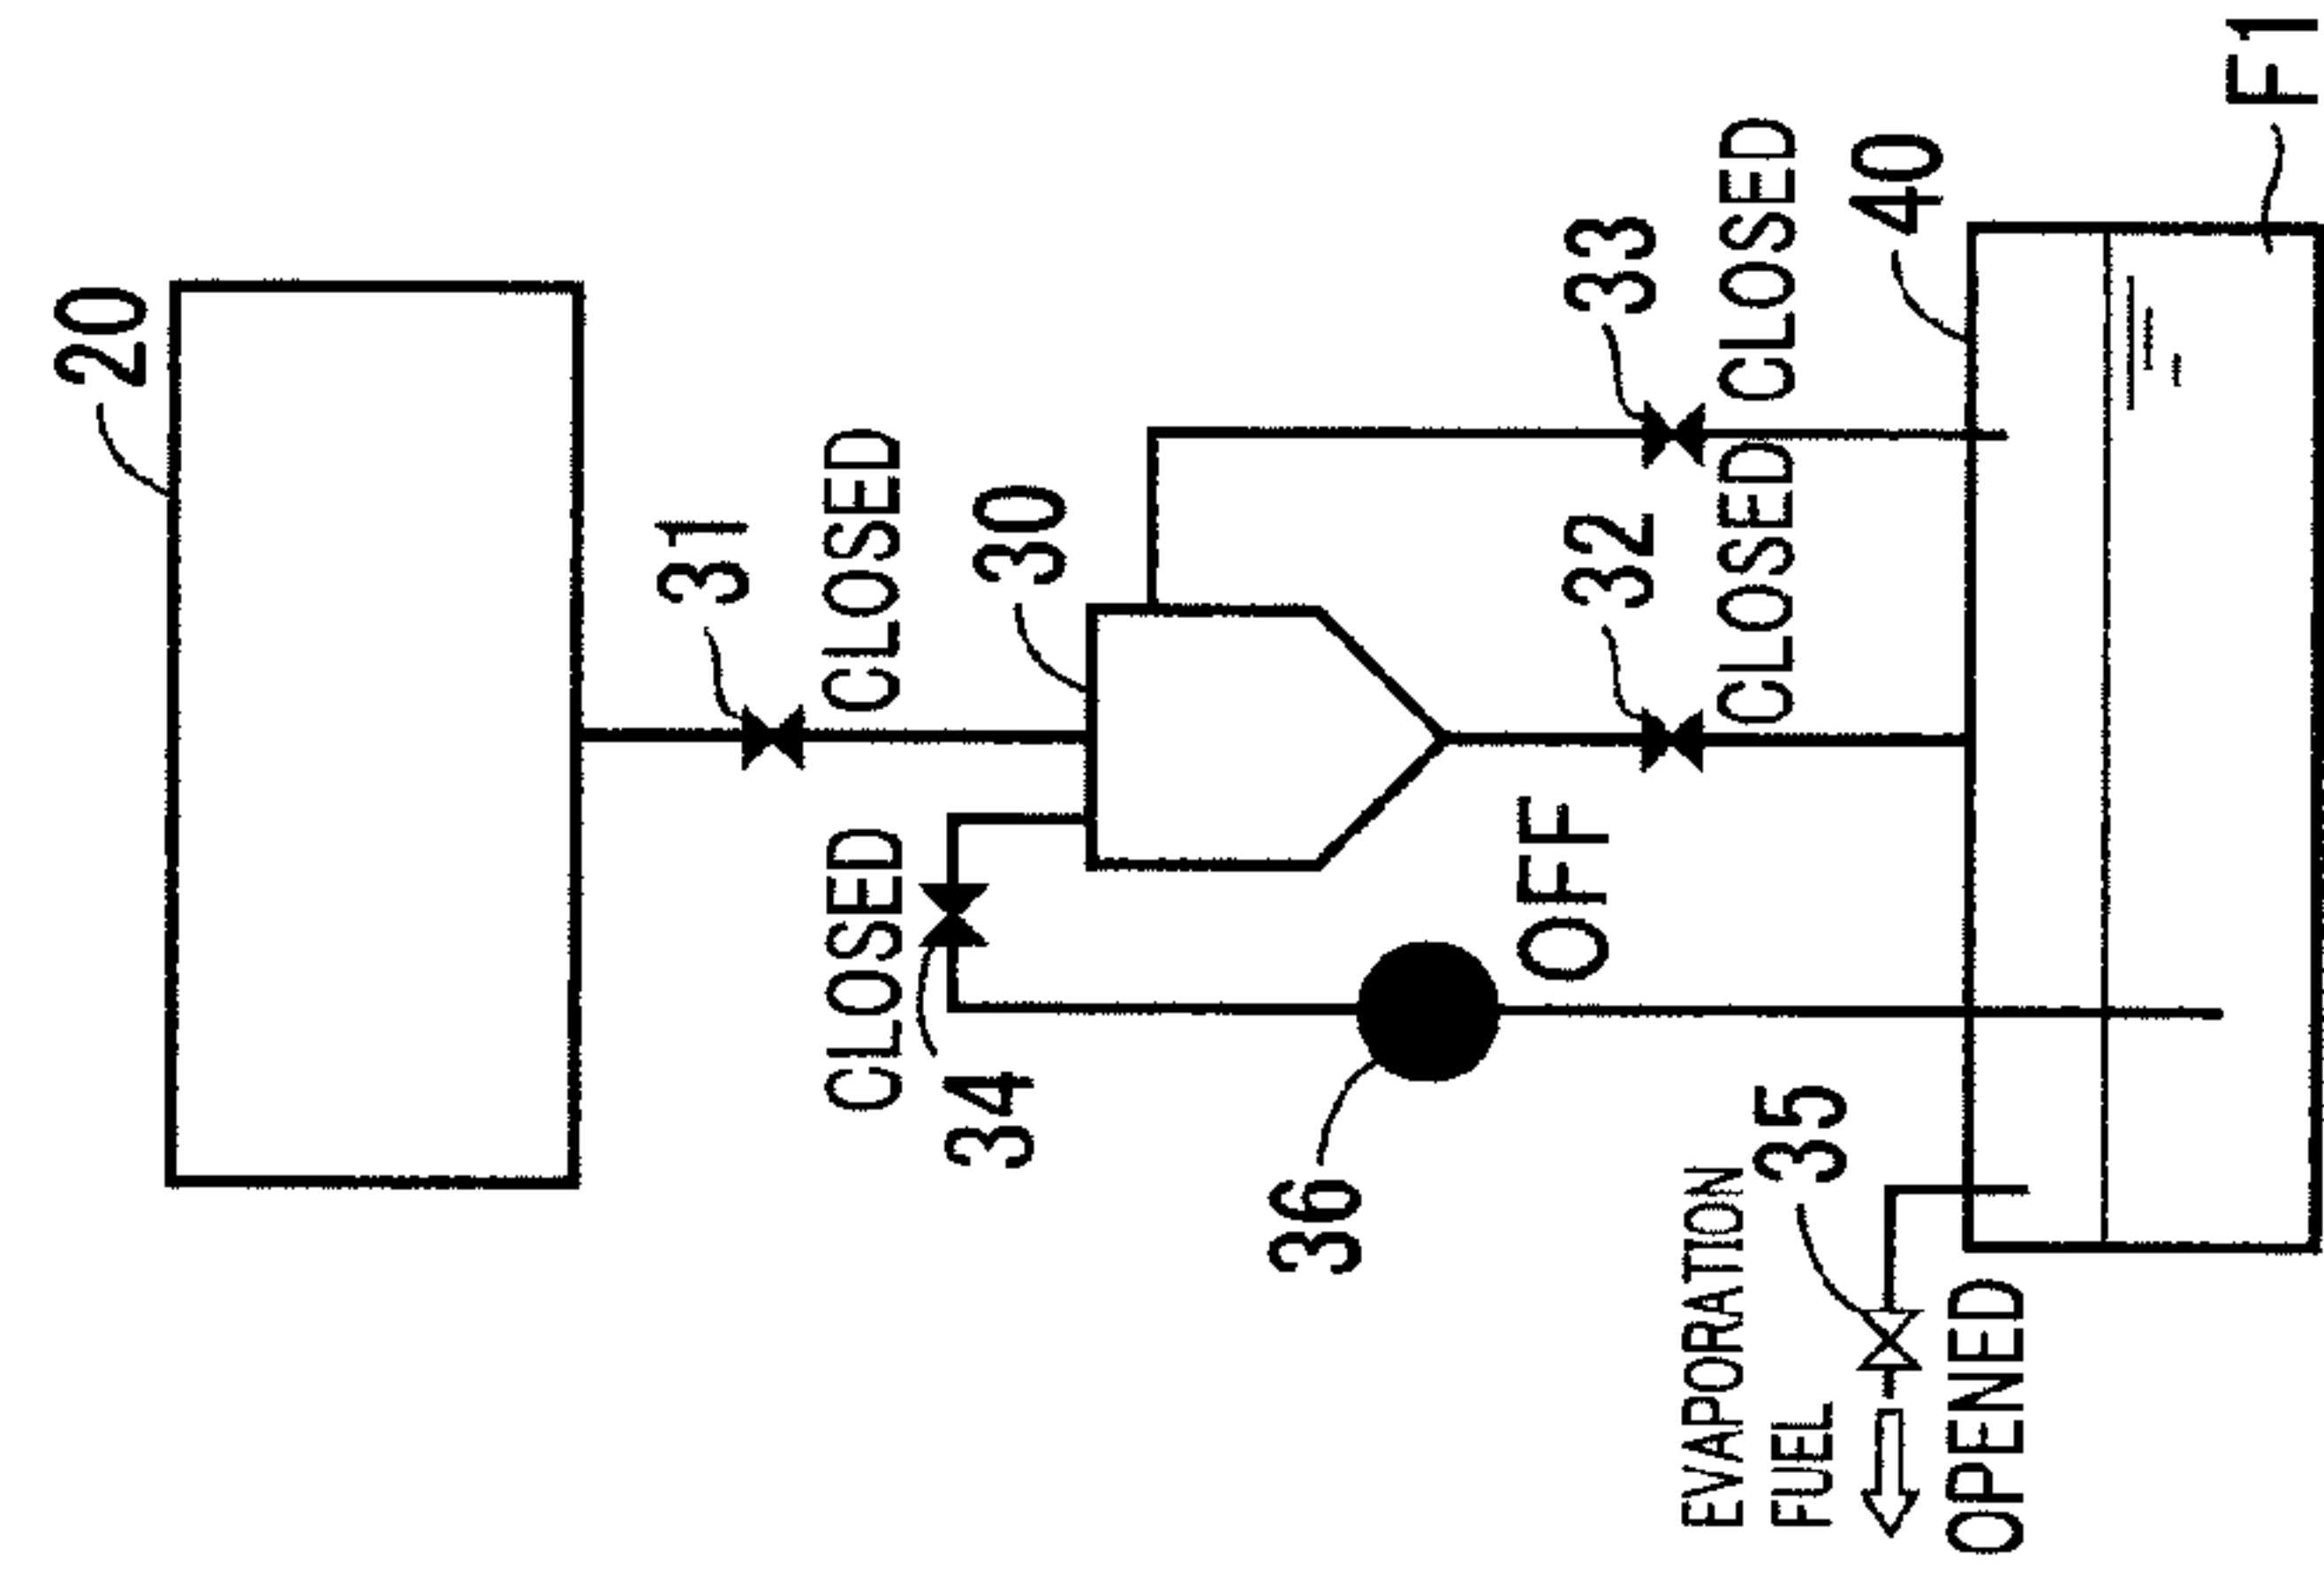 20
31
CLOSED
CLOSED
34
30
36
OFF
32
33
CLOSED
CLOSED
EVAPORATION
FUEL
35
40
OPENED
F1